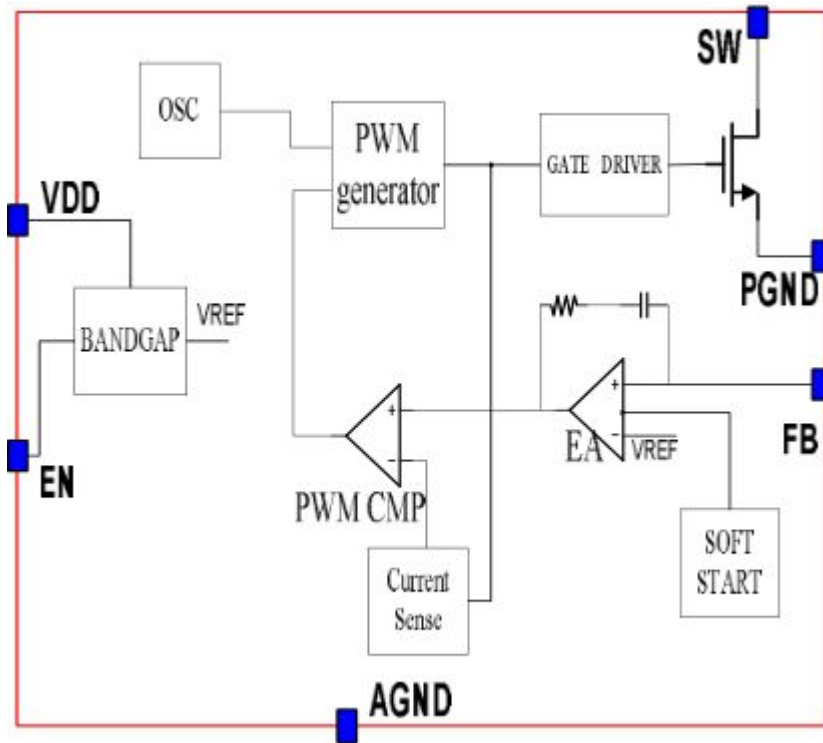 SW
OSC
PWM
generator
GATE DRIVER
VDD
PGND
VREF
BANDGAP
+
+
-
FB
EA
VREF
-
EN
PWM CMP
SOFT
START
Current
Sense
AGND